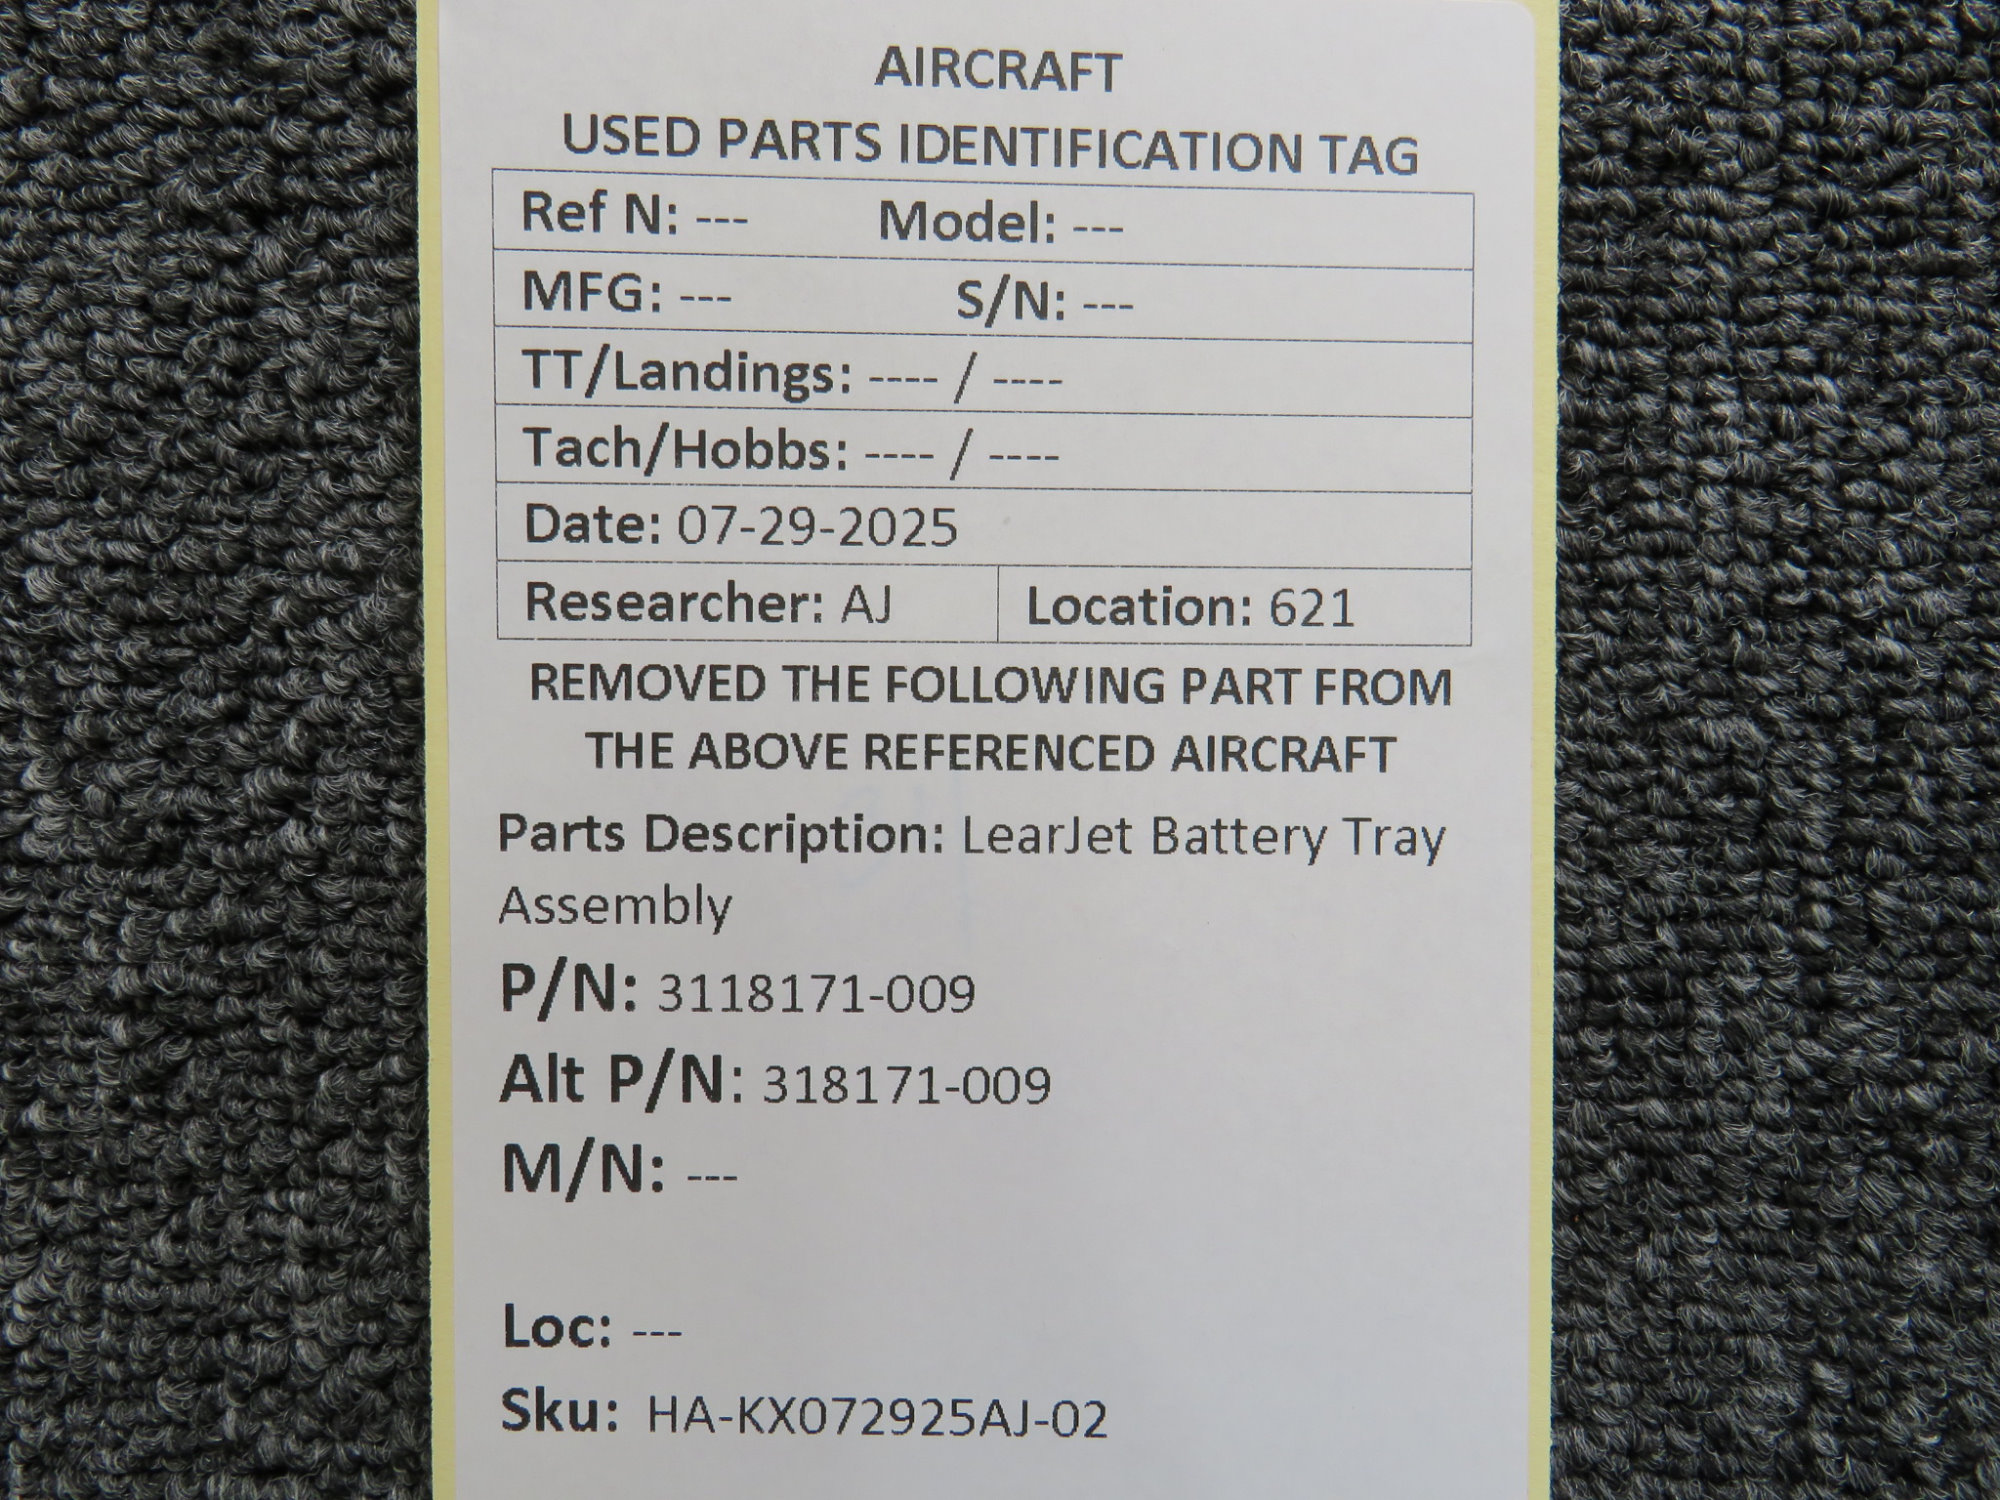 AIRCRAFT
USED PARTS IDENTIFICATION TAG
Ref N: --- Model: ---
MFG: --- S/N: ---
TT/Landings: ---- / ----
Tach/Hobbs: ---- / ----
Date: 07-29-2025
Researcher: AJ Location: 621
REMOVED THE FOLLOWING PART FROM
THE ABOVE REFERENCED AIRCRAFT
Parts Description: LearJet Battery Tray
Assembly
P/N: 3118171-009
Alt P/N: 318171-009
M/N: ---
Loc: ---
Sku: HA-KX072925AJ-02